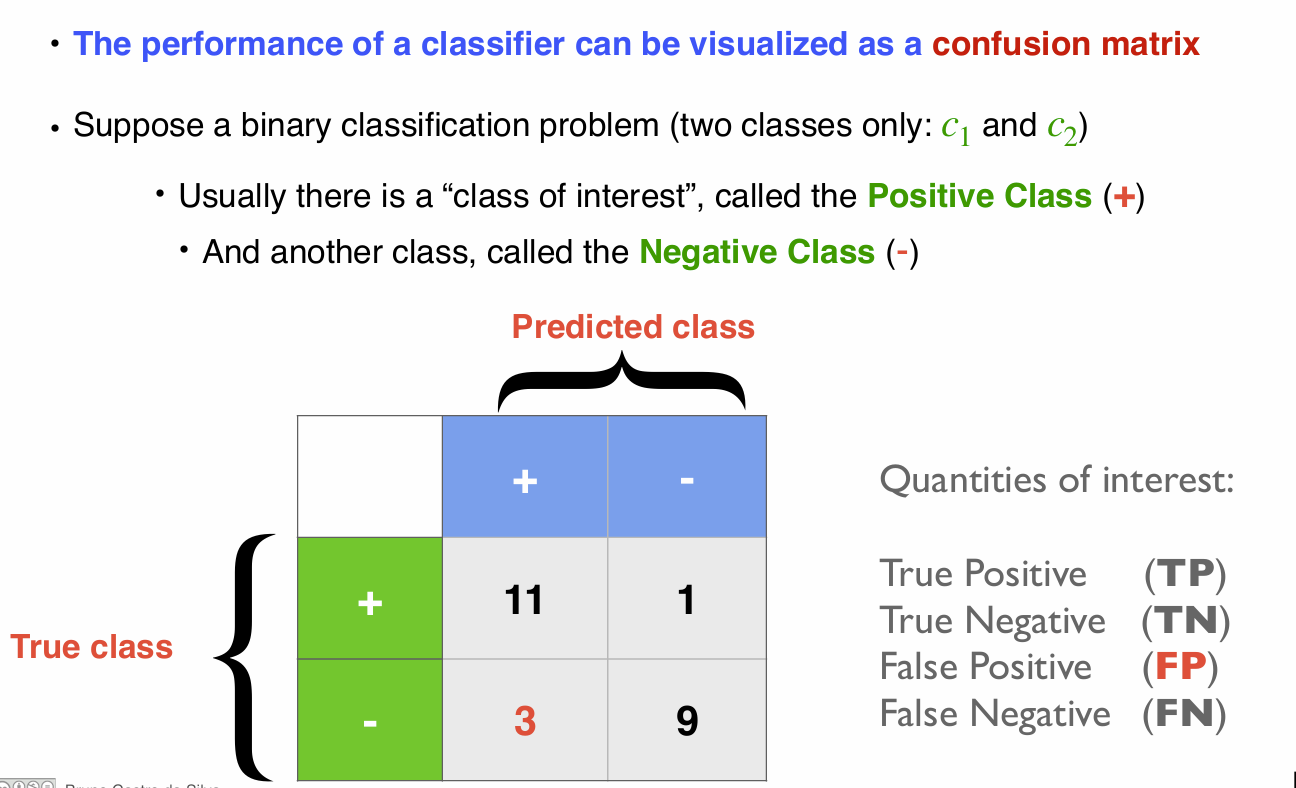 • The performance of a classifier can be visualized as a confusion matrix
• Suppose a binary classification problem (two classes only: c₁ and c₂)
• Usually there is a “class of interest”, called the Positive Class (+)
• And another class, called the Negative Class (-)
Predicted class
+ -
True class
+ 11 1
- 3 9
Quantities of interest:
True Positive (TP)
True Negative (TN)
False Positive (FP)
False Negative (FN)